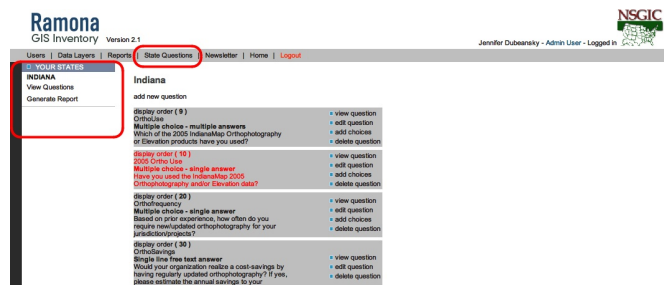 Ramona
GIS Inventory Version 2.1
NSGIC
Jennifer Dubeansky - Admin User - Logged in
Users | Data Layers | Reports | State Questions | Newsletter | Home | Logout
YOUR STATES
INDIANA
View Questions
Generate Report
Indiana
add new question
display order ( 9 )
OrthoUse
Multiple choice - multiple answers
Which of the 2005 IndianaMap Orthophotography
or Elevation products have you used?
view question
edit question
add choices
delete question
display order ( 10 )
2005 Ortho Use
Multiple choice - single answer
Have you used the IndianaMap 2005
Orthophotography and/or Elevation data?
view question
edit question
add choices
delete question
display order ( 20 )
Orthofrequency
Multiple choice - single answer
Based on prior experience, how often do you
require new/updated orthophotography for your
jurisdiction/projects?
view question
edit question
add choices
delete question
display order ( 30 )
OrthoSavings
Single line free text answer
Would your organization realize a cost-savings by
having regularly updated orthophotography? If yes,
please estimate the annual savings to your
view question
edit question
delete question